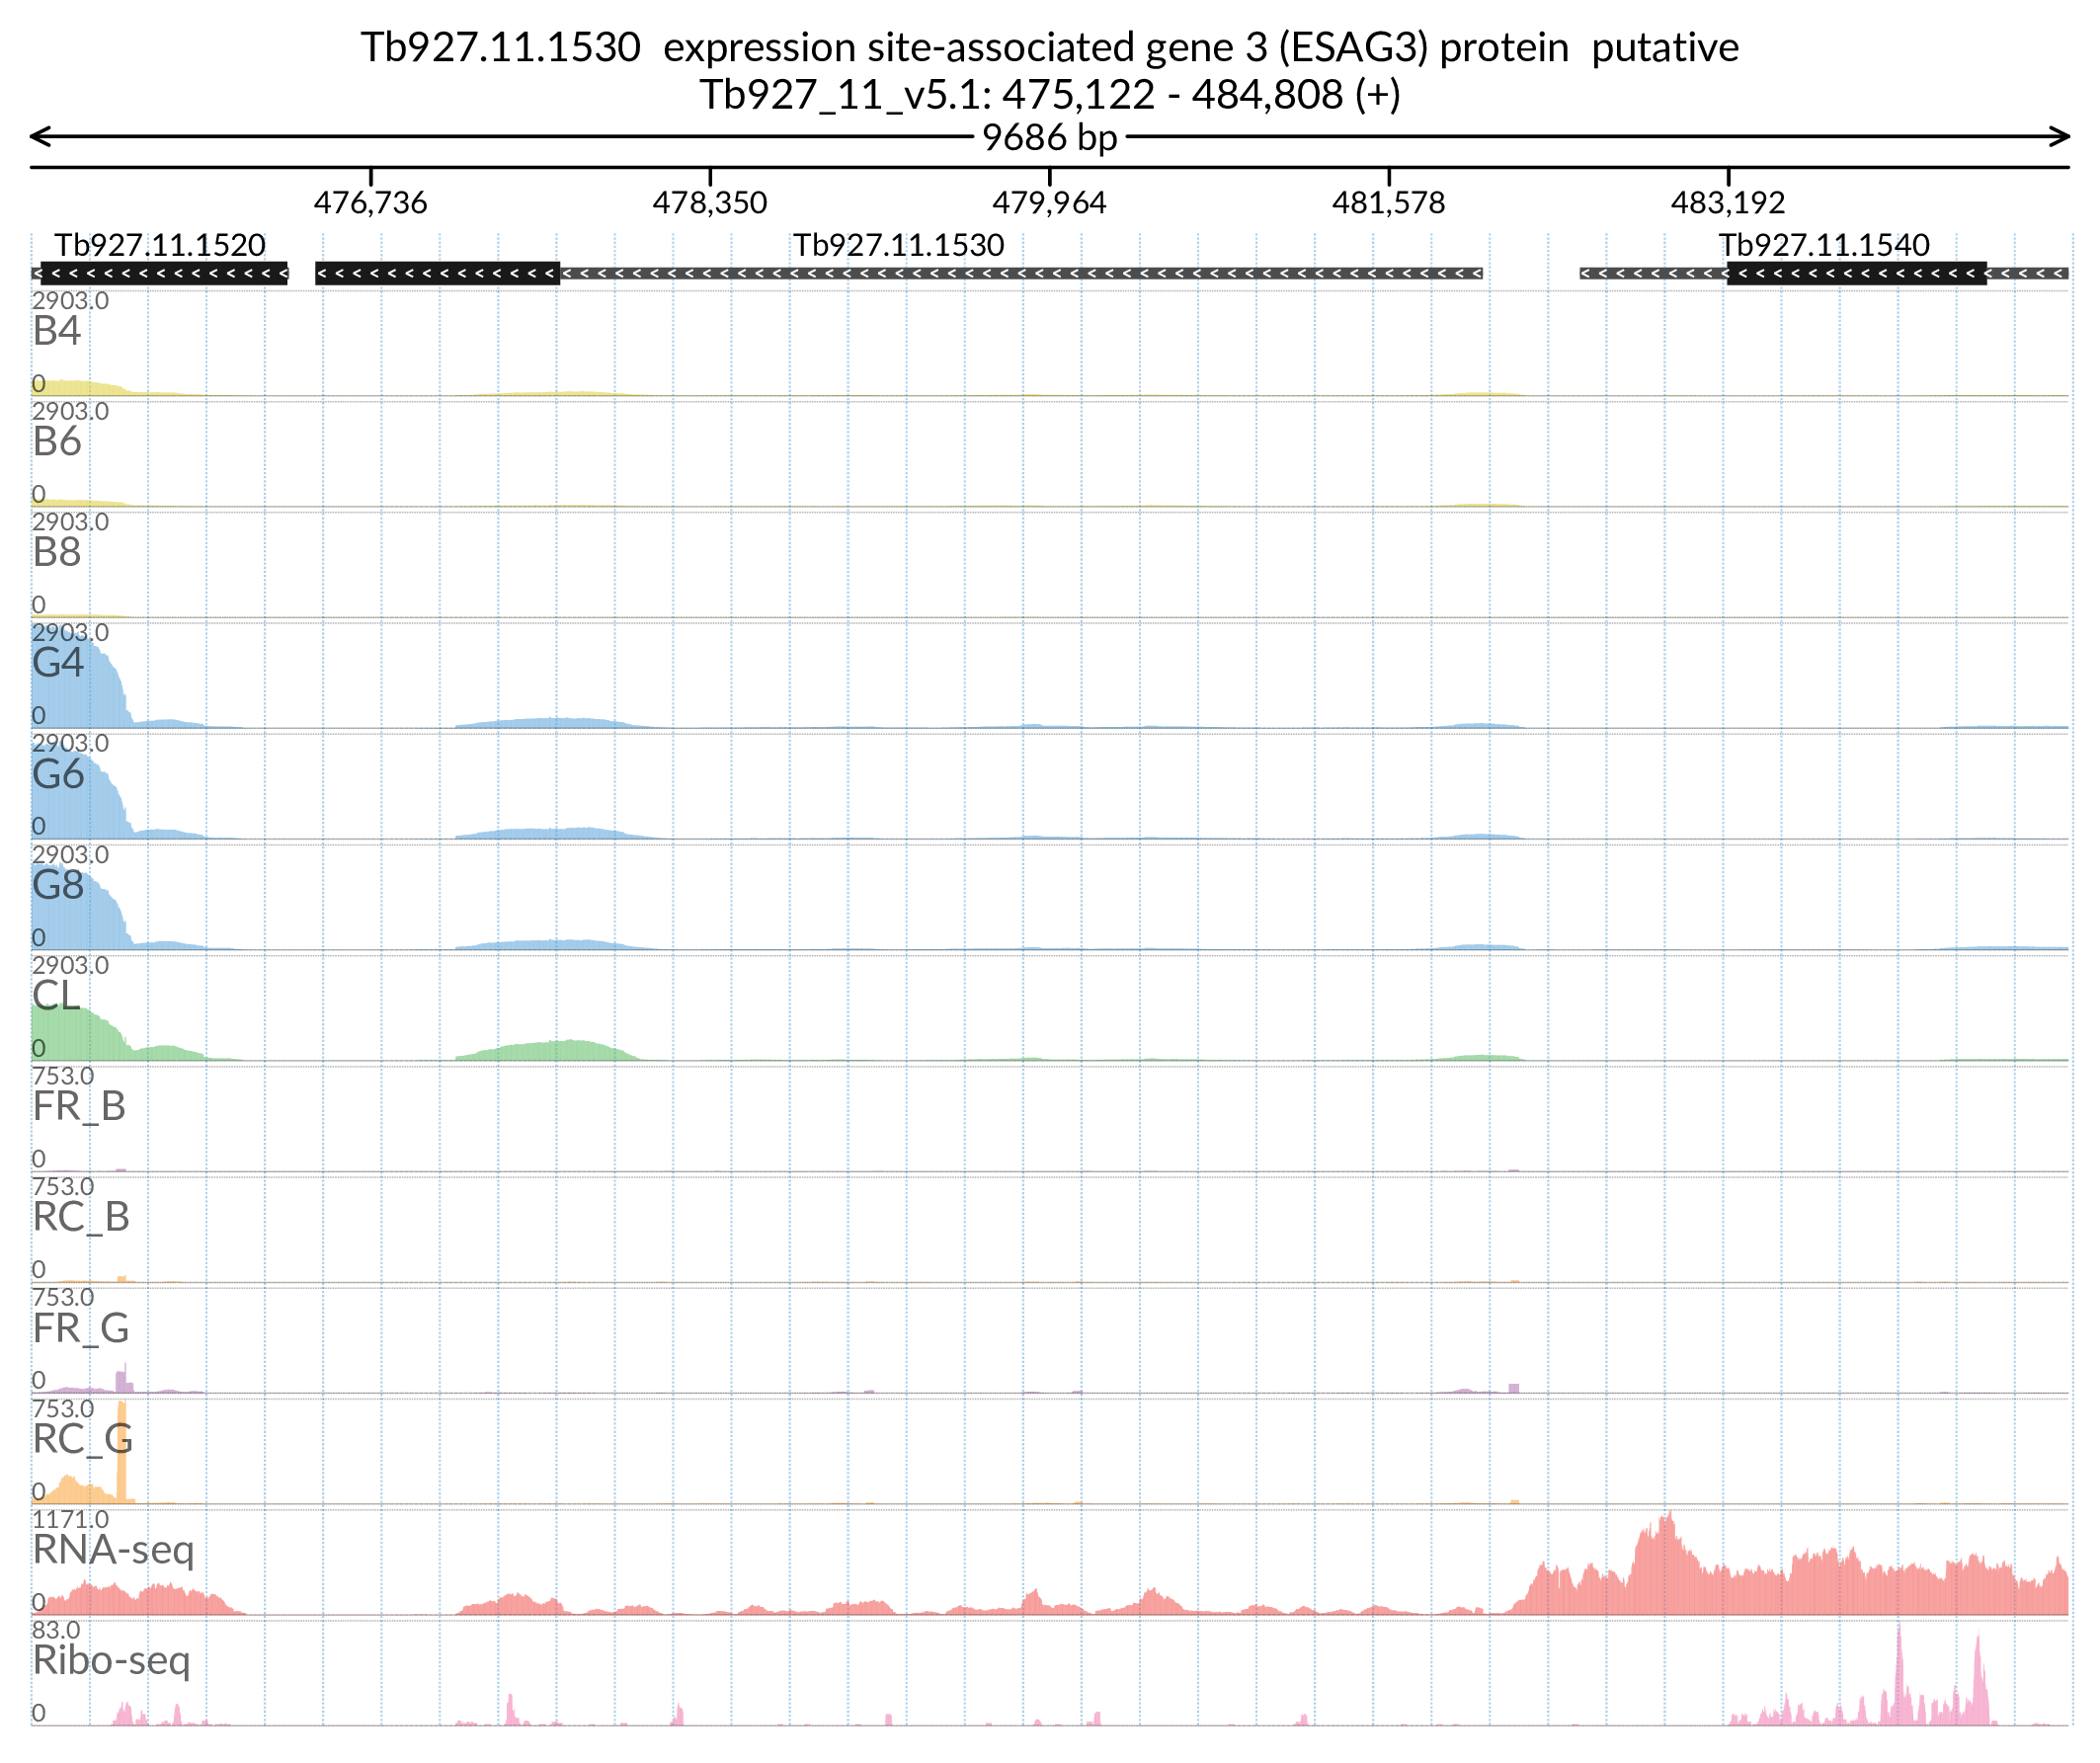 Tb927.11.1530 expression site-associated gene 3 (ESAG3) protein putative
Tb927_11_v5.1: 475,122 - 484,808 (+)
9686 bp
476,736 478,350 479,964 481,578 483,192
Tb927.11.1520 Tb927.11.1530 Tb927.11.1540
2903.0
B4
0
2903.0
B6
0
2903.0
B8
0
2903.0
G4
0
2903.0
G6
0
2903.0
G8
0
2903.0
CL
0
753.0
FR_B
0
753.0
RC_B
0
753.0
FR_G
0
753.0
RC_G
0
1171.0
RNA-seq
0
83.0
Ribo-seq
0